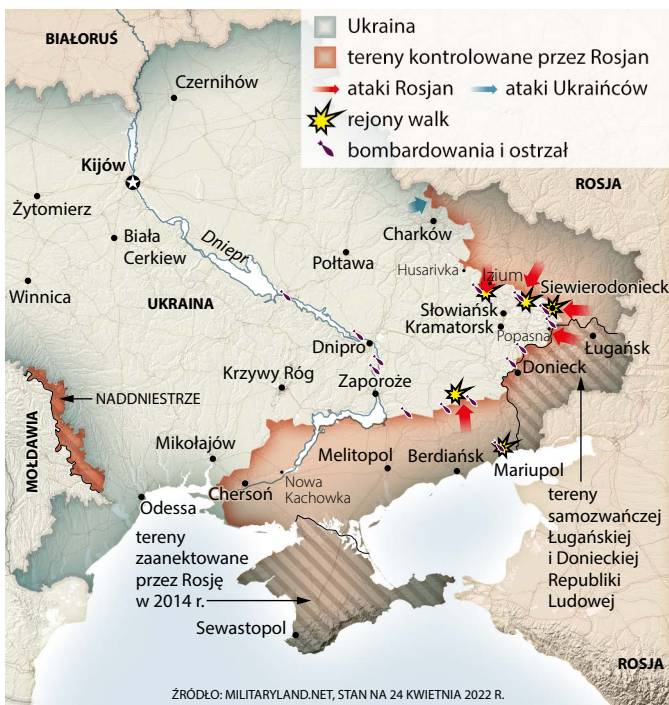 Ukraina
tereny kontrolowane przez Rosjan
ataki Rosjan
ataki Ukraińców
rejony walk
bombardowania i ostrzał
BIAŁORUŚ
Czernihów
ROSJA
Kijów
Żytomierz
Biała
Cerkiew
Dniepr
Charków
Połtawa
Husarivka
Izium
Siewierodonieck
Winnica
UKRAINA
Słowiańsk
Kramatorsk
Popasna
Ługańsk
Dnipro
Donieck
Krzywy Róg
Zaporoże
NADDNIESTRZE
MOŁDAWIA
Mikołajów
Melitopol
Berdiańsk
Mariupol
Chersoń
Nowa
Kachowka
Odessa
tereny
zaanektowane
przez Rosję
w 2014 r.
tereny
samozwańczej
Ługańskiej
i Donieckiej
Republiki
Ludowej
Sewastopol
ROSJA
ŹRÓDŁO: MILITARYLAND.NET, STAN NA 24 KWIETNIA 2022 R.